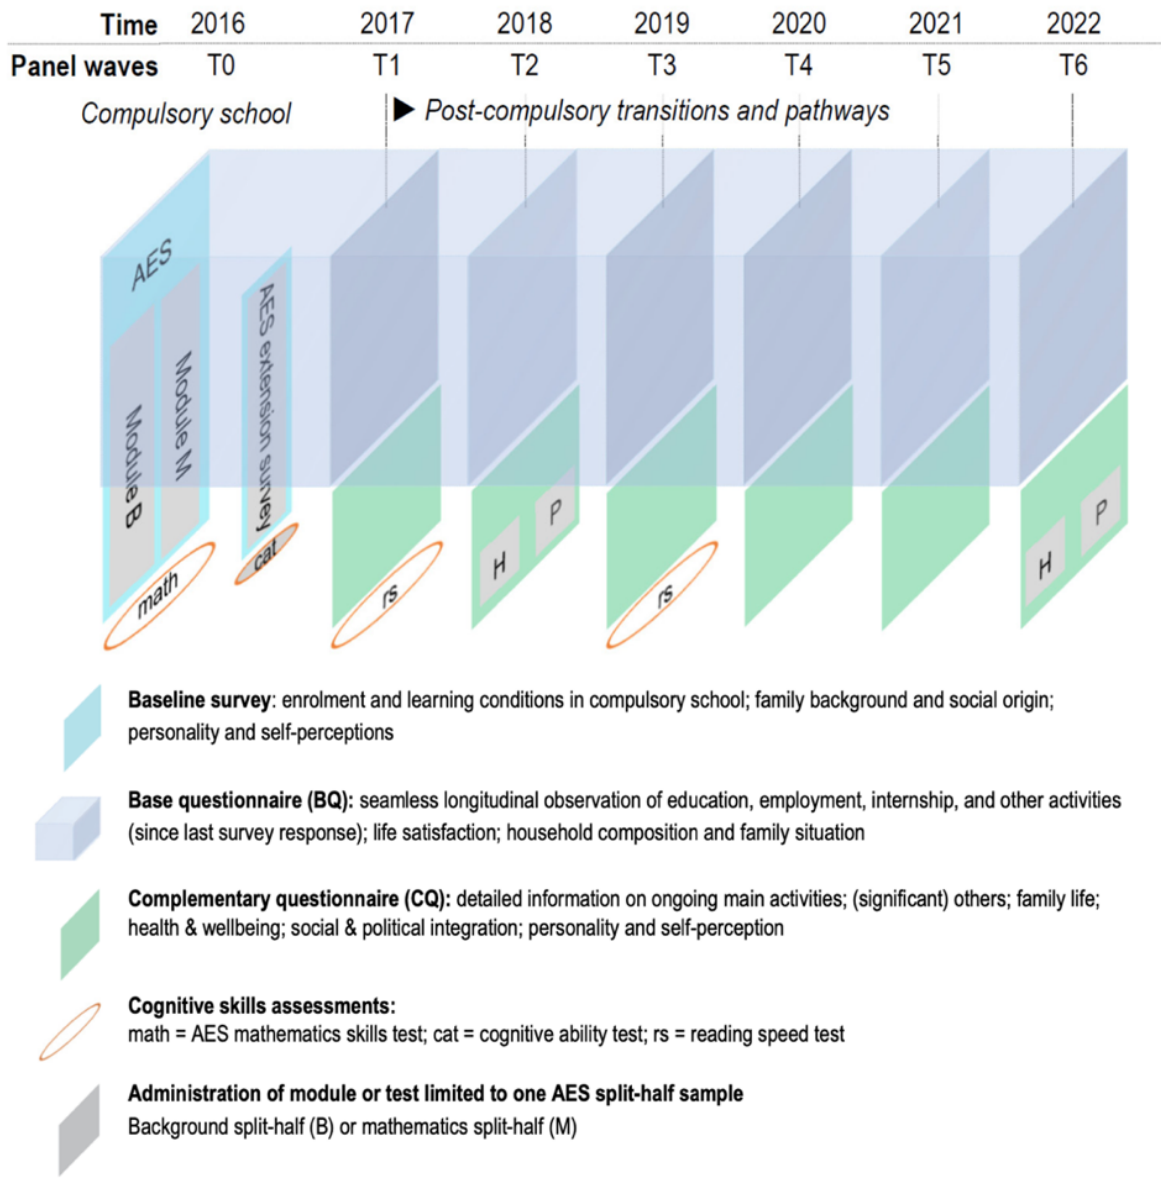 Time 2016 2017 2018 2019 2020 2021 2022
Panel waves T0 T1 T2 T3 T4 T5 T6
Compulsory school ▶ Post-compulsory transitions and pathways
AES
Module B
Module M
AES extension survey
math
cat
rs
H
P
rs
H
P
Baseline survey: enrolment and learning conditions in compulsory school; family background and social origin;
personality and self-perceptions
Base questionnaire (BQ): seamless longitudinal observation of education, employment, internship, and other activities
(since last survey response); life satisfaction; household composition and family situation
Complementary questionnaire (CQ): detailed information on ongoing main activities; (significant) others; family life;
health & wellbeing; social & political integration; personality and self-perception
Cognitive skills assessments:
math = AES mathematics skills test; cat = cognitive ability test; rs = reading speed test
Administration of module or test limited to one AES split-half sample
Background split-half (B) or mathematics split-half (M)